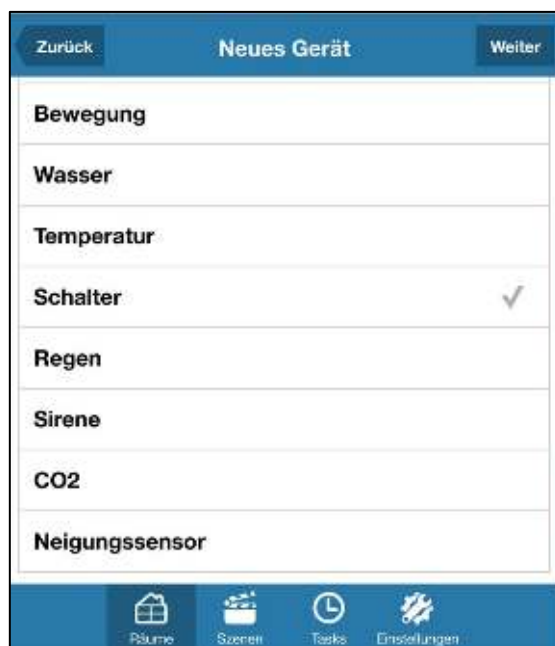 Zurück Neues Gerät Weiter
Bewegung
Wasser
Temperatur
Schalter
Regen
Sirene
CO2
Neigungssensor
Räume Szenen Tasks Einstellungen